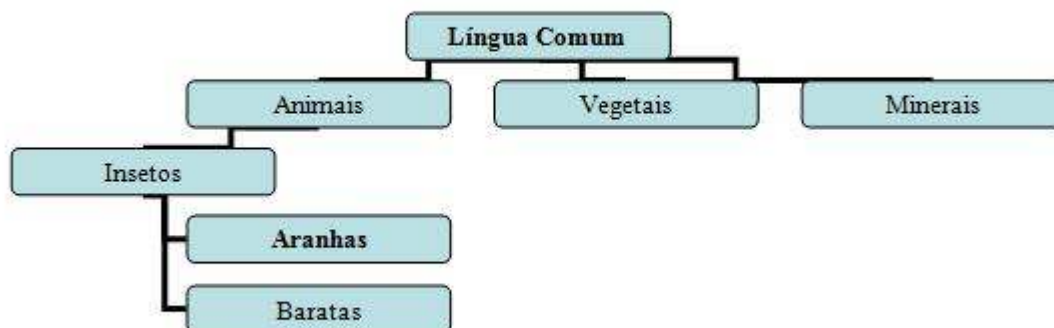 Língua Comum
Animais
Vegetais
Minerais
Insetos
Aranhas
Baratas